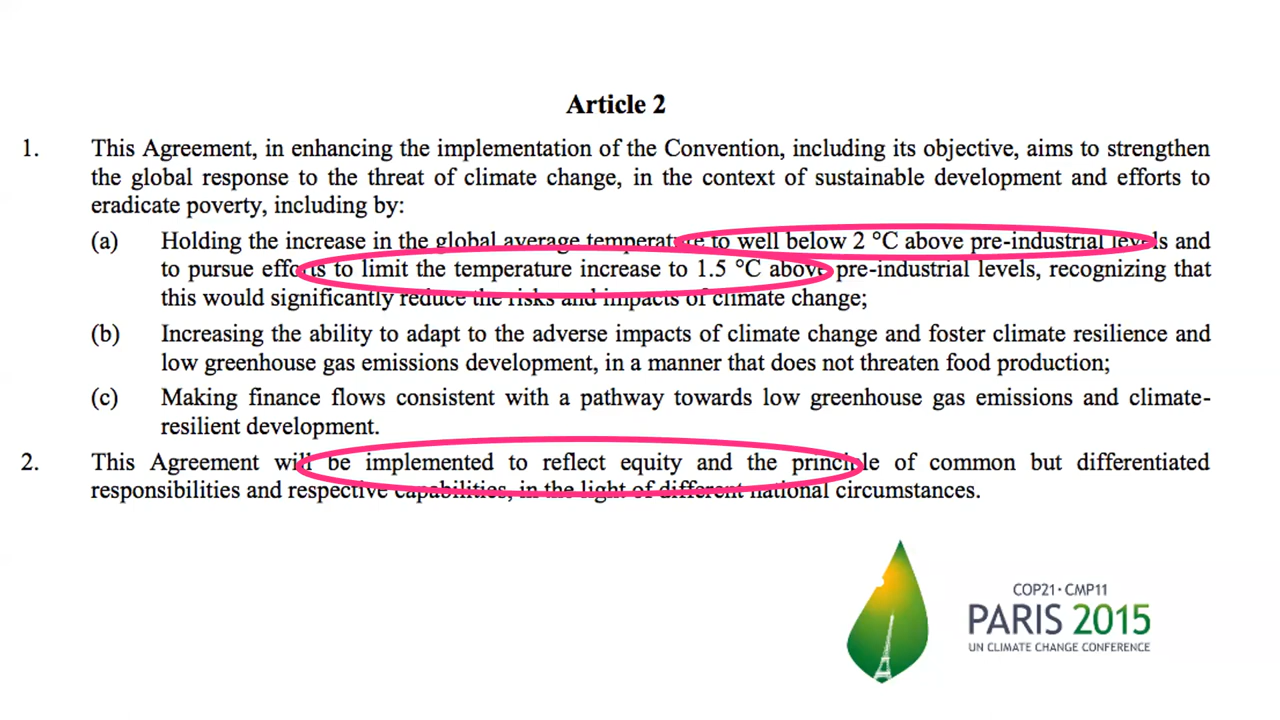 Article 2
1. This Agreement, in enhancing the implementation of the Convention, including its objective, aims to strengthen
the global response to the threat of climate change, in the context of sustainable development and efforts to
eradicate poverty, including by:
(a) Holding the increase in the global average temperature to well below 2 °C above pre-industrial levels and
to pursue efforts to limit the temperature increase to 1.5 °C above pre-industrial levels, recognizing that
this would significantly reduce the risks and impacts of climate change;
(b) Increasing the ability to adapt to the adverse impacts of climate change and foster climate resilience and
low greenhouse gas emissions development, in a manner that does not threaten food production;
(c) Making finance flows consistent with a pathway towards low greenhouse gas emissions and climate-
resilient development.
2. This Agreement will be implemented to reflect equity and the principle of common but differentiated
responsibilities and respective capabilities, in the light of different national circumstances.
COP21·CMP11
PARIS 2015
UN CLIMATE CHANGE CONFERENCE